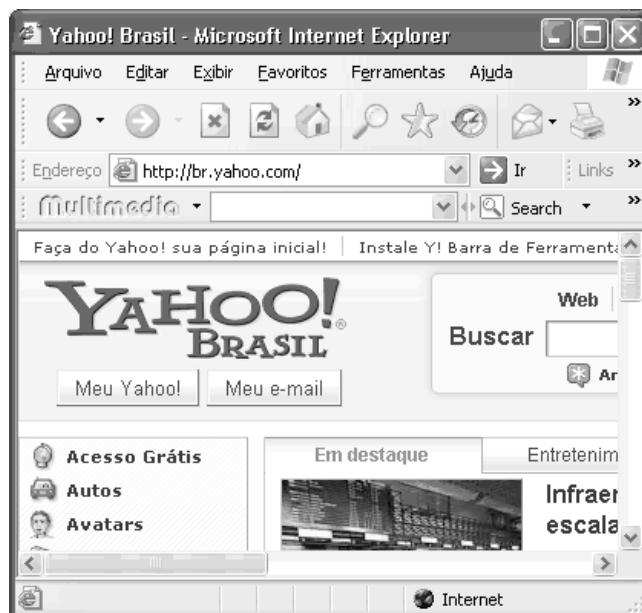 Yahoo! Brasil - Microsoft Internet Explorer
Arquivo Editar Exibir Favoritos Ferramentas Ajuda
Endereço http://br.yahoo.com/ Ir Links »
Multimedia Search »
Faça do Yahoo! sua página inicial! Instale Y! Barra de Ferramenta
YAHOO! ®
BRASIL
Web
Buscar
Ar
Meu Yahoo! Meu e-mail
Acesso Grátis
Autos
Avatars
Em destaque Entretenim
Infraer
escala
Internet